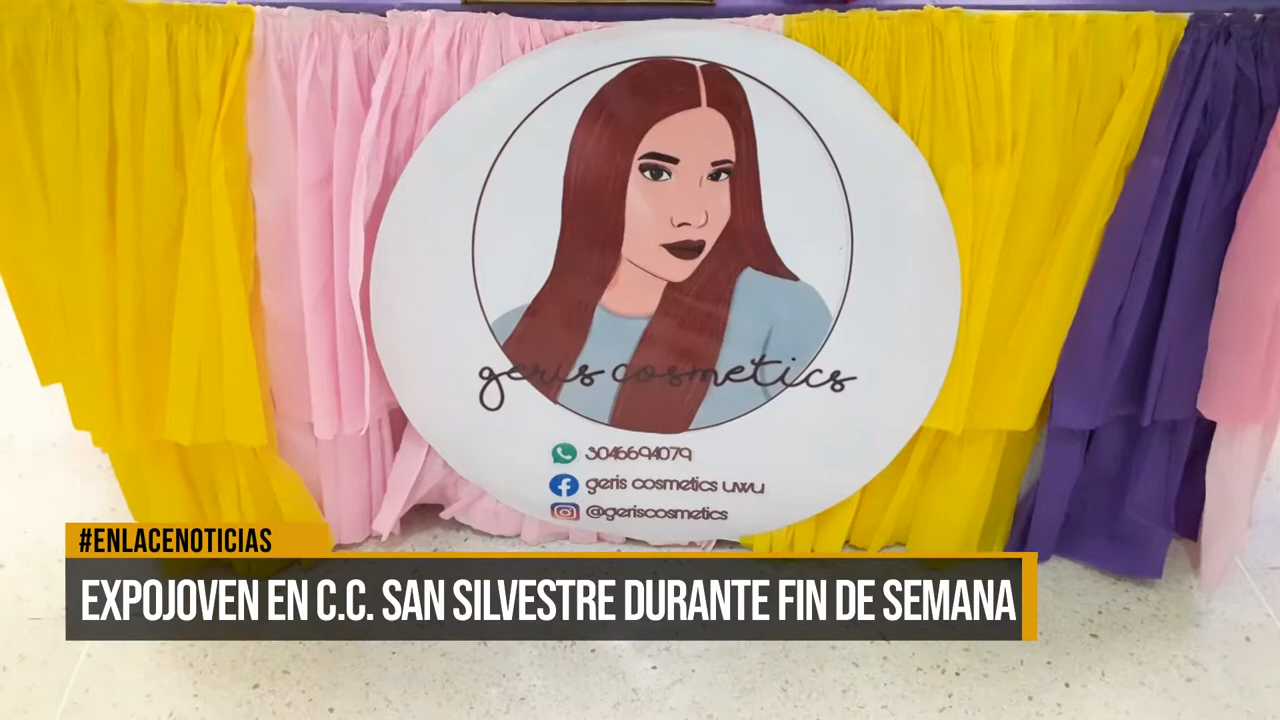 geris cosmetics
3046694079
geris cosmetics uwu
@geriscosmetics
#ENLACENOTICIAS
EXPOJOVEN EN C.C. SAN SILVESTRE DURANTE FIN DE SEMANA